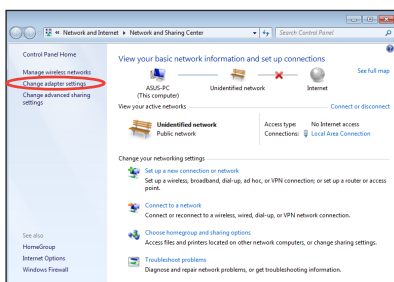 Network and Internet
Network and Sharing Center
Search Control Panel
Control Panel Home
Manage wireless networks
Change adapter settings
Change advanced sharing
settings
See also
HomeGroup
Internet Options
Windows Firewall
View your basic network information and set up connections
See full map
ASUS-PC
(This computer)
Unidentified network
Internet
View your active networks
Connect or disconnect
Unidentified network
Public network
Access type: No Internet access
Connections: Local Area Connection
Change your networking settings
Set up a new connection or network
Set up a wireless, broadband, dial-up, ad hoc, or VPN connection; or set up a router or access
point.
Connect to a network
Connect or reconnect to a wireless, wired, dial-up, or VPN network connection.
Choose homegroup and sharing options
Access files and printers located on other network computers, or change sharing settings.
Troubleshoot problems
Diagnose and repair network problems, or get troubleshooting information.